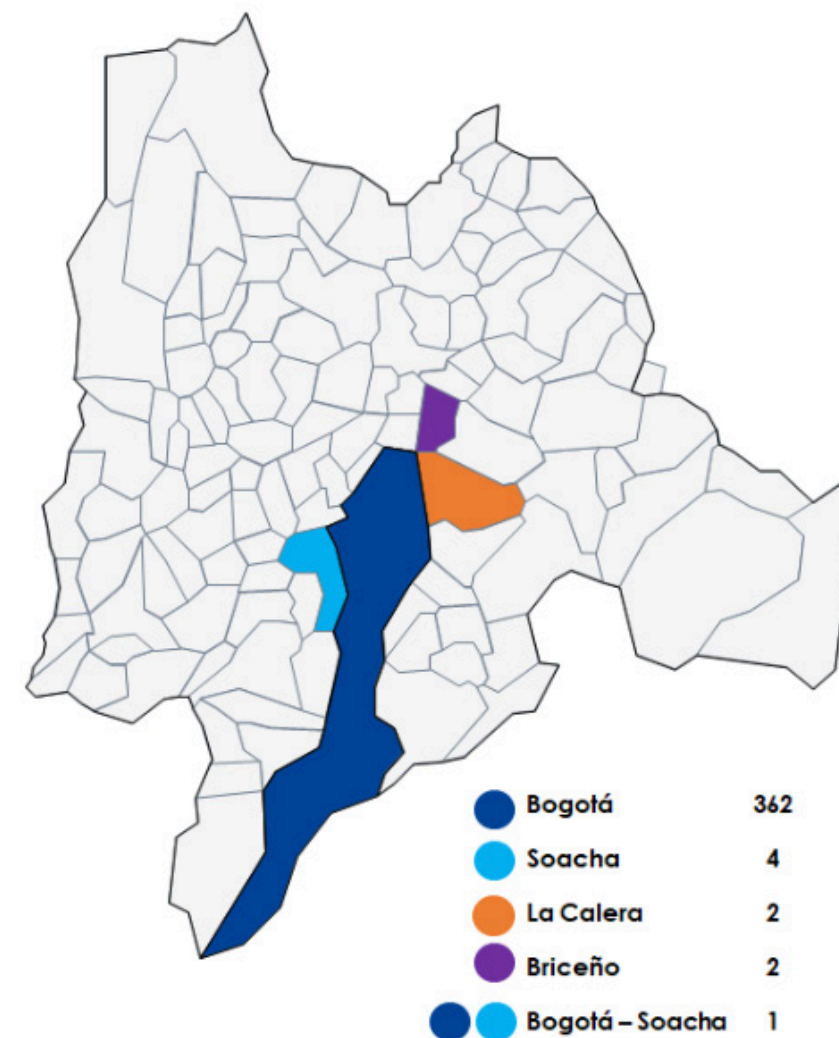 Bogotá 362
Soacha 4
La Calera 2
Briceño 2
Bogotá – Soacha 1